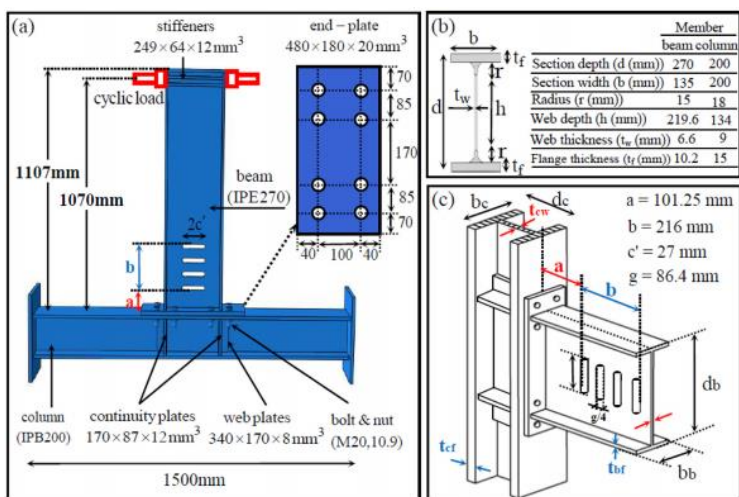 (a)
stiffeners
249×64×12mm³
end – plate
480×180×20mm³
cyclic load
1107mm
1070mm
70
85
170
85
70
40 100 40
beam
(IPE270)
2c'
b
a
column
(IPB200)
continuity plates
170×87×12mm³
web plates
340×170×8mm³
bolt & nut
(M20,10.9)
1500mm
(b)
b
tf
r
d
tw
h
r
tf
Member
beam column
Section depth (d (mm)) 270 200
Section width (b (mm)) 135 200
Radius (r (mm)) 15 18
Web depth (h (mm)) 219.6 134
Web thickness (tw (mm)) 6.6 9
Flange thickness (tf (mm)) 10.2 15
(c)
bc
dc
tcw
a = 101.25 mm
b = 216 mm
c' = 27 mm
g = 86.4 mm
a
b
db
g/4
tcf
tbf
bb